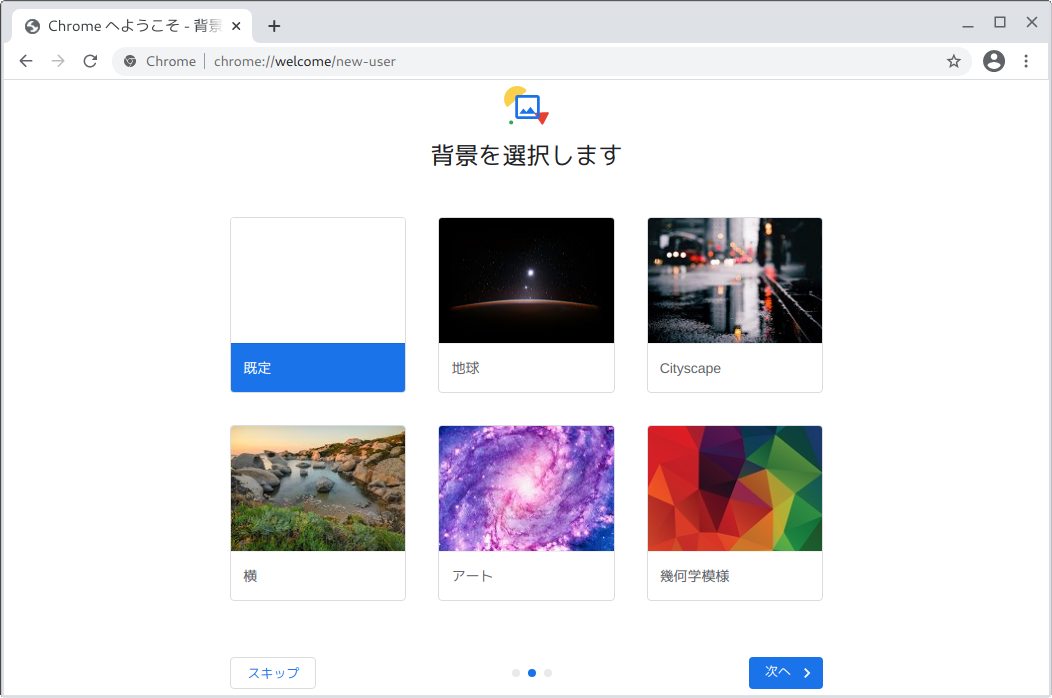 Chrome へようこそ - 背景
Chrome
chrome://welcome/new-user
背景を選択します
既定
地球
Cityscape
横
アート
幾何学模様
スキップ
次へ